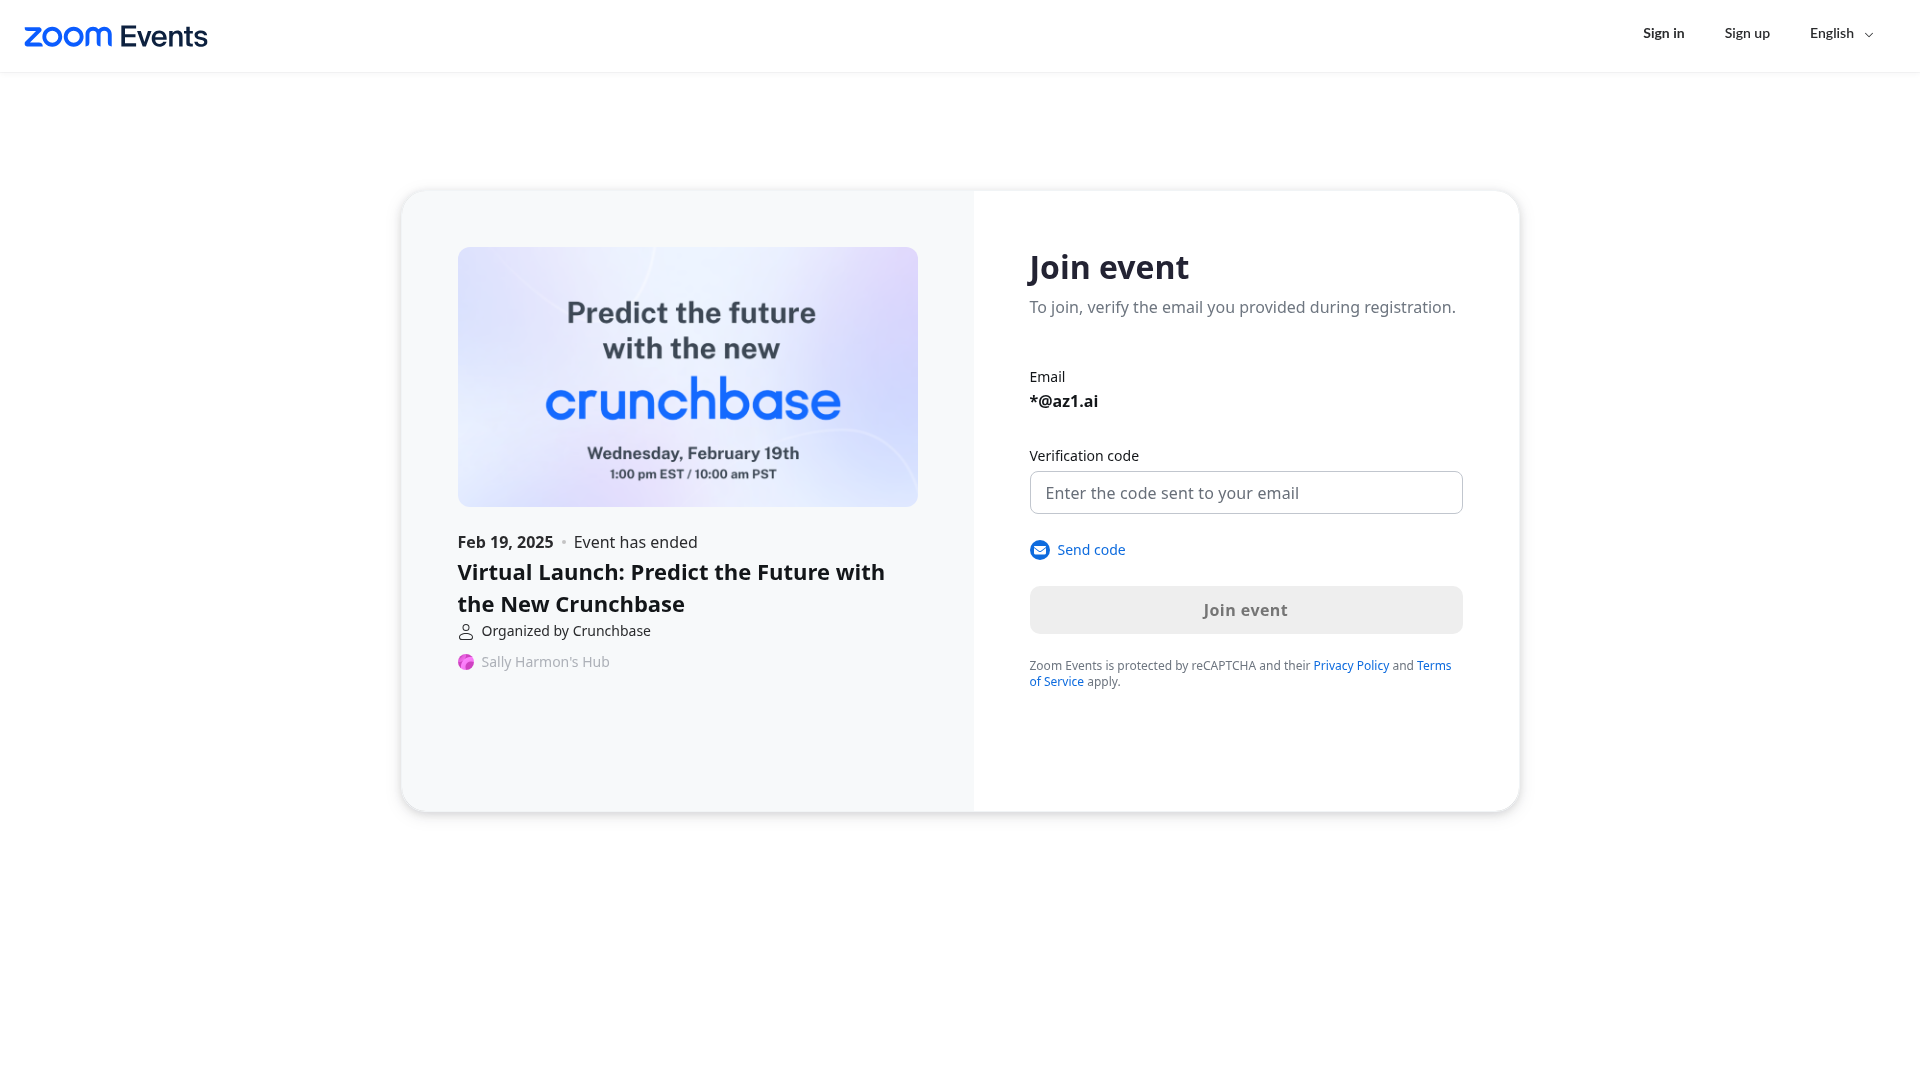 zoom Events
Sign in
Sign up
English
Predict the future
with the new
crunchbase
Wednesday, February 19th
1:00 pm EST / 10:00 am PST
Feb 19, 2025 • Event has ended
Virtual Launch: Predict the Future with
the New Crunchbase
Organized by Crunchbase
Sally Harmon's Hub
Join event
To join, verify the email you provided during registration.
Email
*@az1.ai
Verification code
Enter the code sent to your email
Send code
Join event
Zoom Events is protected by reCAPTCHA and their Privacy Policy and Terms
of Service apply.